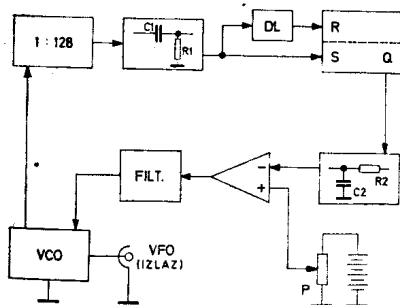 1:128
C1
R1
DL
R
S Q
FILT.
-
+
R2
C2
VCO
VFO
(IZLAZ)
P